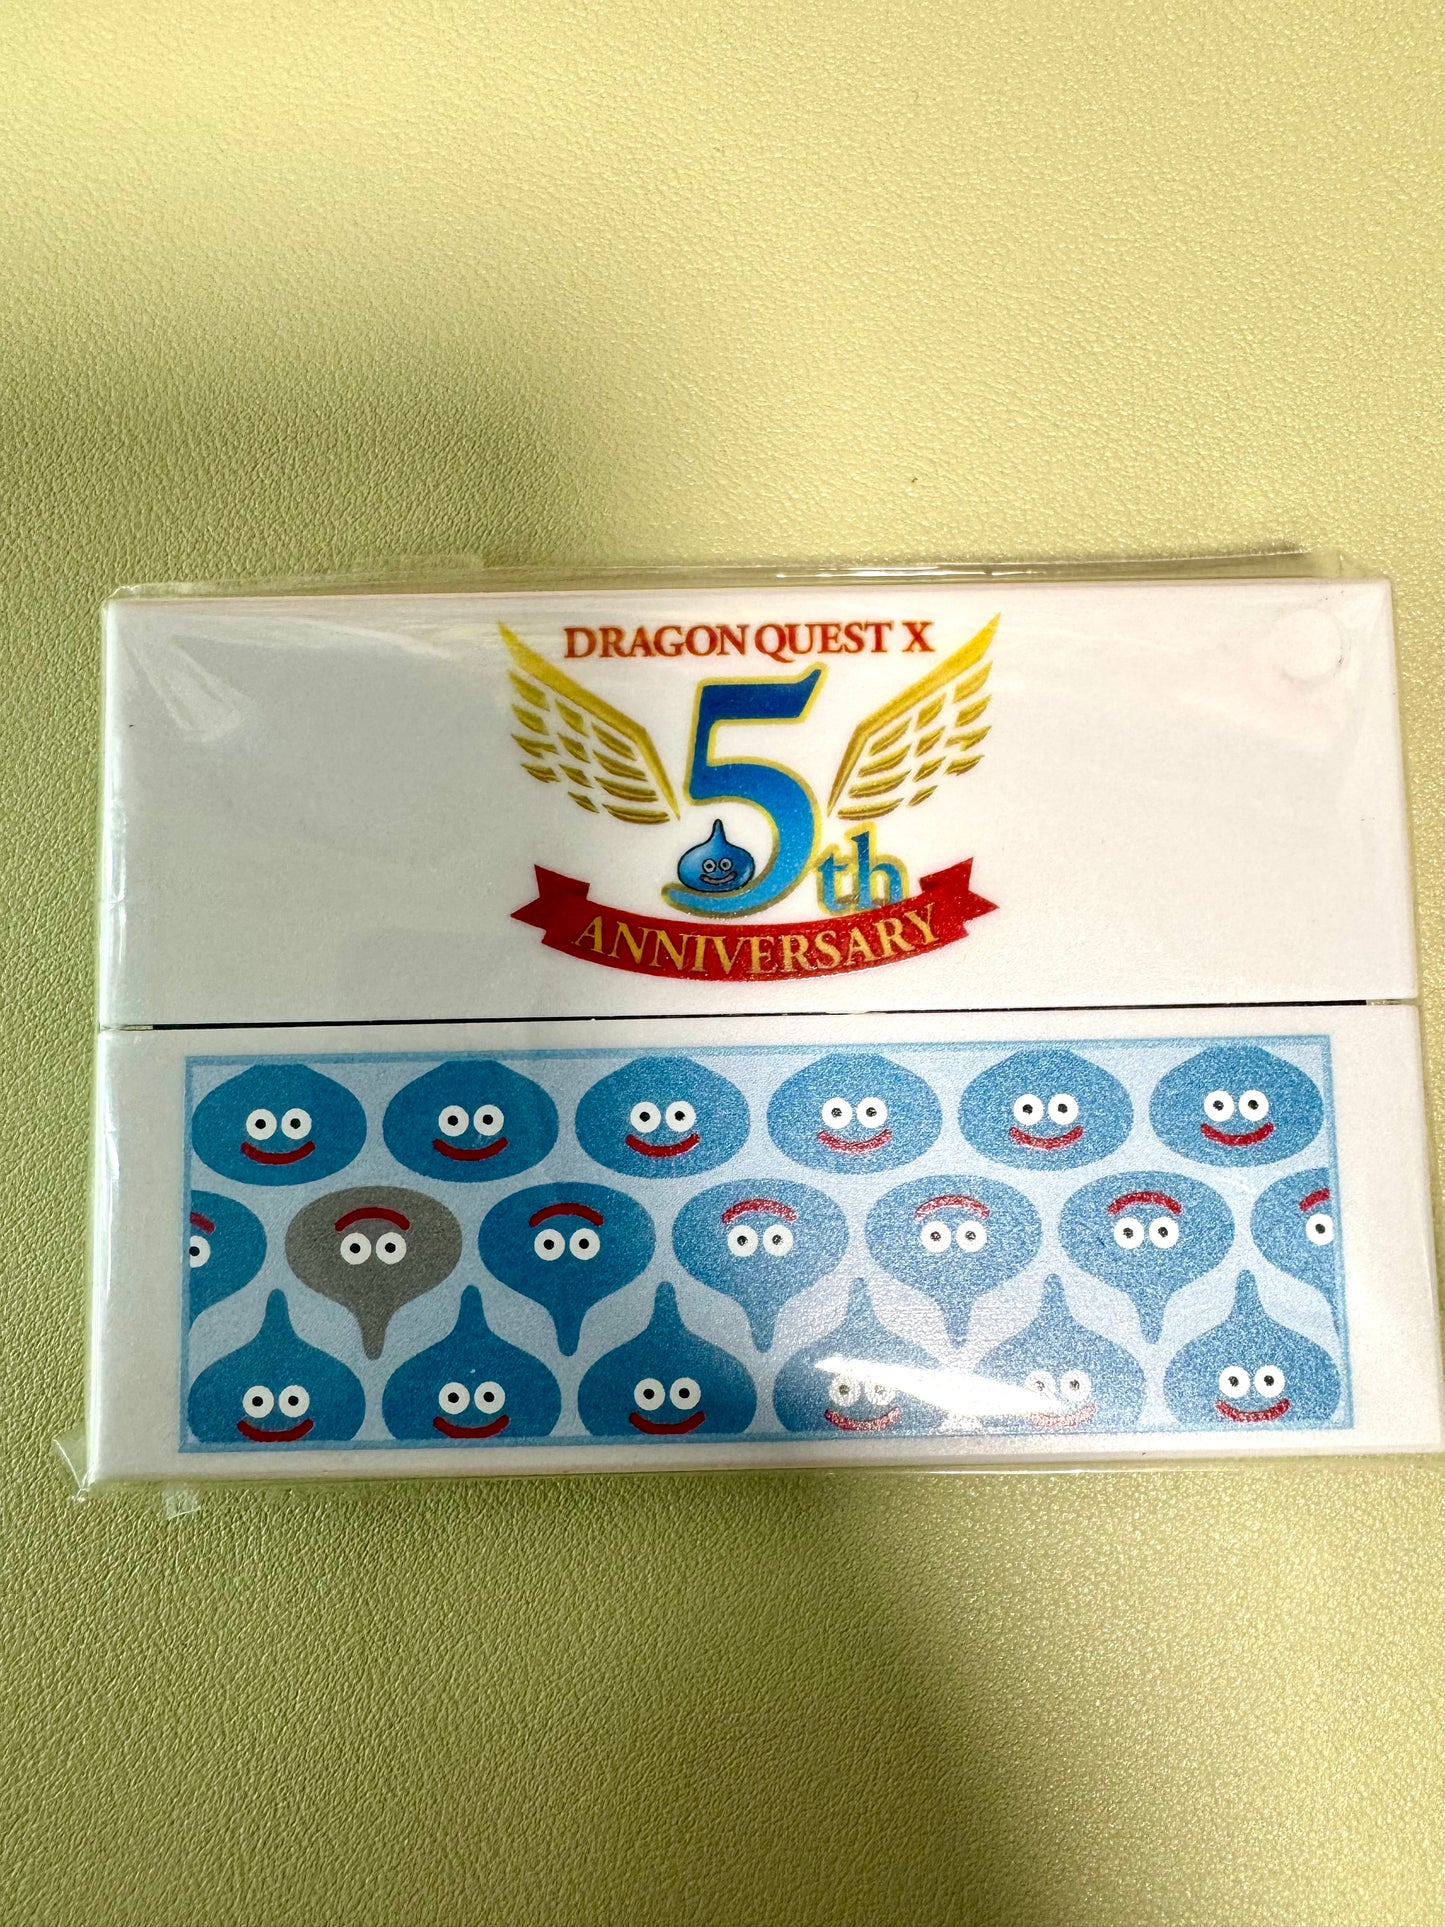 DRAGON QUEST X
5th
ANNIVERSARY